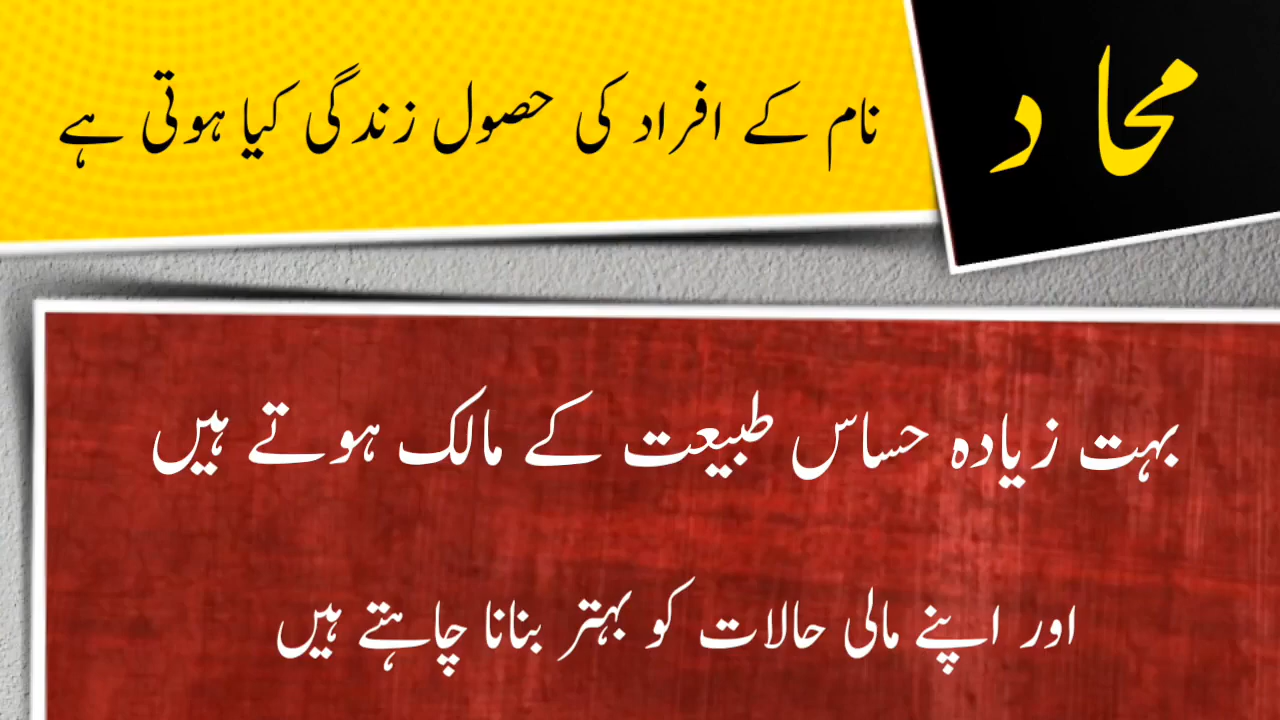 محاد
نام کے افراد کی حصول زندگی کیا ہوتی ہے
بہت زیادہ حساس طبیعت کے مالک ہوتے ہیں
اور اپنے مالی حالات کو بہتر بنانا چاہتے ہیں